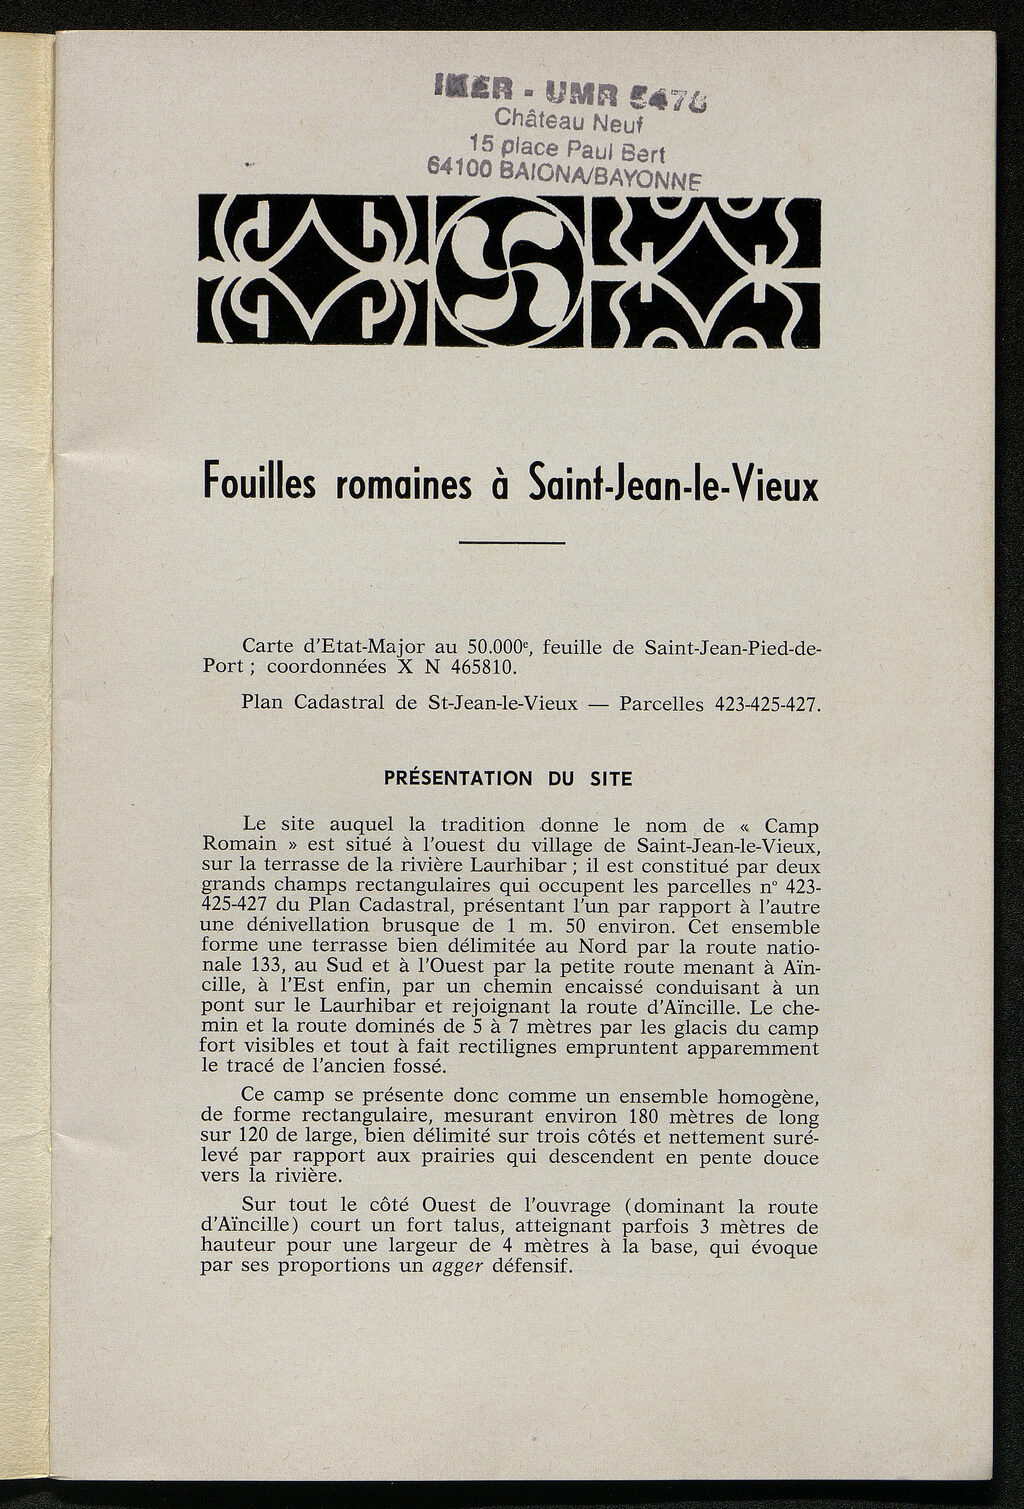 IKER - UMR 5478
Château Neuf
15 place Paul Bert
64100 BAIONA/BAYONNE
Fouilles romaines à Saint-Jean-le-Vieux
Carte d'Etat-Major au 50.000e, feuille de Saint-Jean-Pied-de-
Port ; coordonnées X N 465810.
Plan Cadastral de St-Jean-le-Vieux — Parcelles 423-425-427.
PRÉSENTATION DU SITE
Le site auquel la tradition donne le nom de « Camp
Romain » est situé à l'ouest du village de Saint-Jean-le-Vieux,
sur la terrasse de la rivière Laurhibar ; il est constitué par deux
grands champs rectangulaires qui occupent les parcelles n° 423-
425-427 du Plan Cadastral, présentant l'un par rapport à l'autre
une dénivellation brusque de 1 m. 50 environ. Cet ensemble
forme une terrasse bien délimitée au Nord par la route natio-
nale 133, au Sud et à l'Ouest par la petite route menant à Aïn-
cille, à l'Est enfin, par un chemin encaissé conduisant à un
pont sur le Laurhibar et rejoignant la route d'Aïncille. Le che-
min et la route dominés de 5 à 7 mètres par les glacis du camp
fort visibles et tout à fait rectilignes empruntent apparemment
le tracé de l'ancien fossé.
Ce camp se présente donc comme un ensemble homogène,
de forme rectangulaire, mesurant environ 180 mètres de long
sur 120 de large, bien délimité sur trois côtés et nettement suré-
levé par rapport aux prairies qui descendent en pente douce
vers la rivière.
Sur tout le côté Ouest de l'ouvrage (dominant la route
d'Aïncille) court un fort talus, atteignant parfois 3 mètres de
hauteur pour une largeur de 4 mètres à la base, qui évoque
par ses proportions un agger défensif.